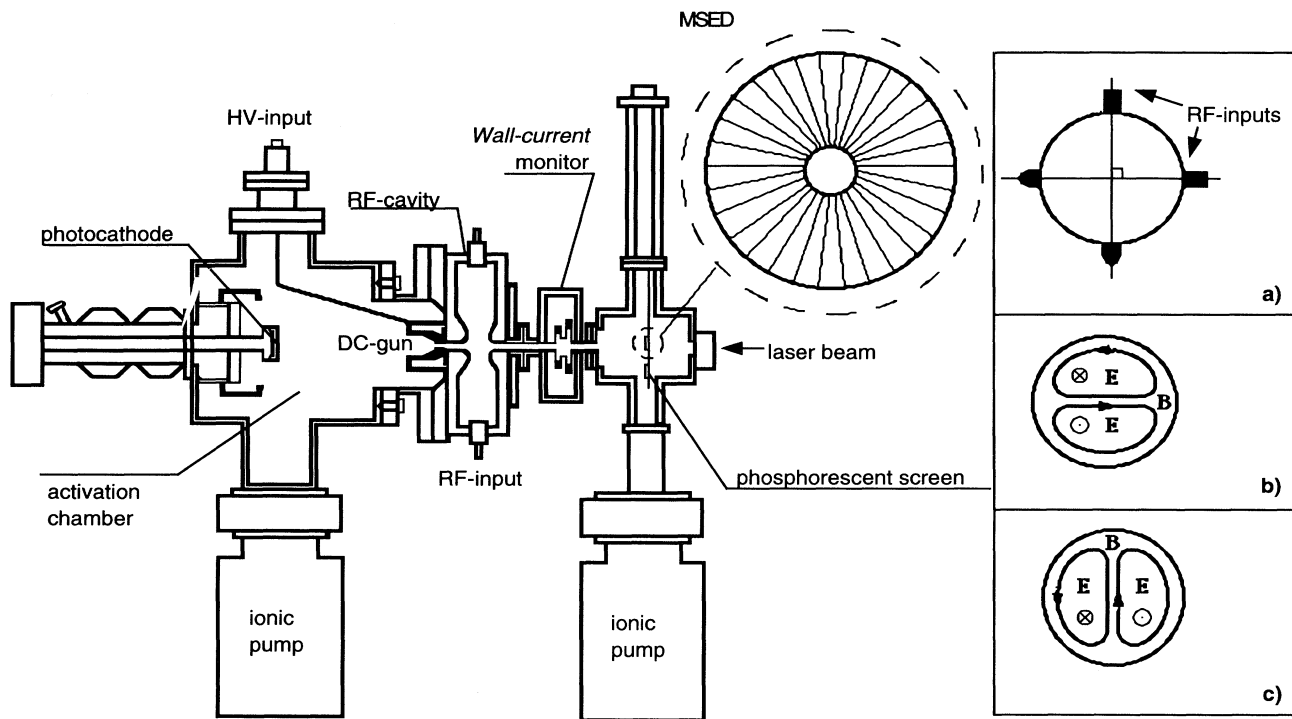 MSED
HV-input
Wall-current
monitor
RF-cavity
photocathode
DC-gun
laser beam
RF-input
phosphorescent screen
activation
chamber
ionic
pump
ionic
pump
RF-inputs
a)
E
B
E
b)
B
E
E
c)